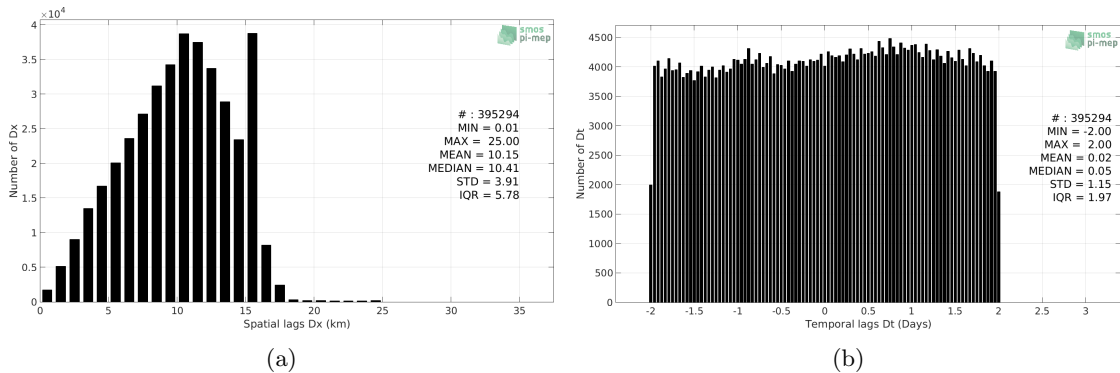 ×10⁴
4
3.5
3
2.5
2
1.5
1
0.5
0
Number of Dx
0 5 10 15 20 25 30 35
Spatial lags Dx (km)
smos
pi-mep
# : 395294
MIN = 0.01
MAX = 25.00
MEAN = 10.15
MEDIAN = 10.41
STD = 3.91
IQR = 5.78
(a)
4500
4000
3500
3000
2500
2000
1500
1000
500
0
Number of Dt
-2 -1.5 -1 -0.5 0 0.5 1 1.5 2 2.5 3
Temporal lags Dt (Days)
smos
pi-mep
# : 395294
MIN = -2.00
MAX = 2.00
MEAN = 0.02
MEDIAN = 0.05
STD = 1.15
IQR = 1.97
(b)